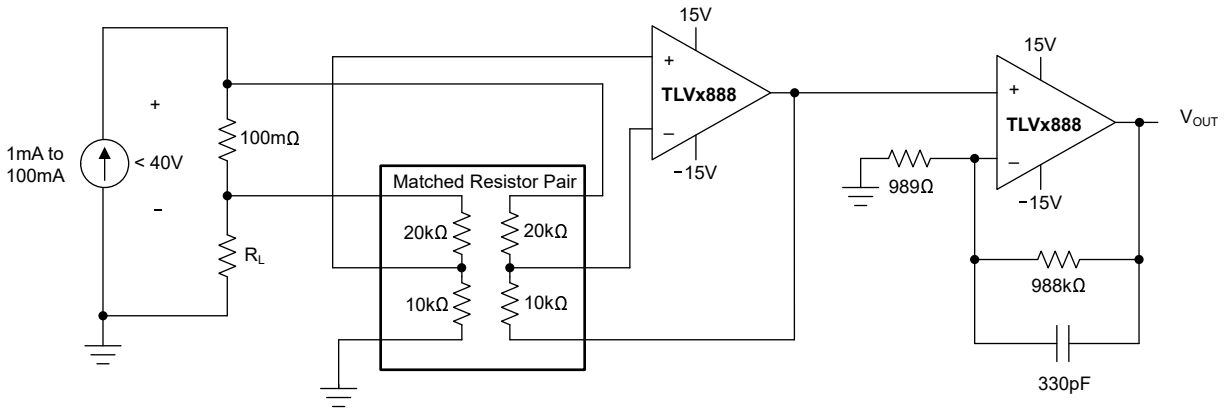 1mA to
100mA
+
< 40V
−
100mΩ
R_L
Matched Resistor Pair
20kΩ
20kΩ
10kΩ
10kΩ
15V
+
TLVx888
−
−15V
15V
+
TLVx888
−
−15V
V_OUT
989Ω
988kΩ
330pF